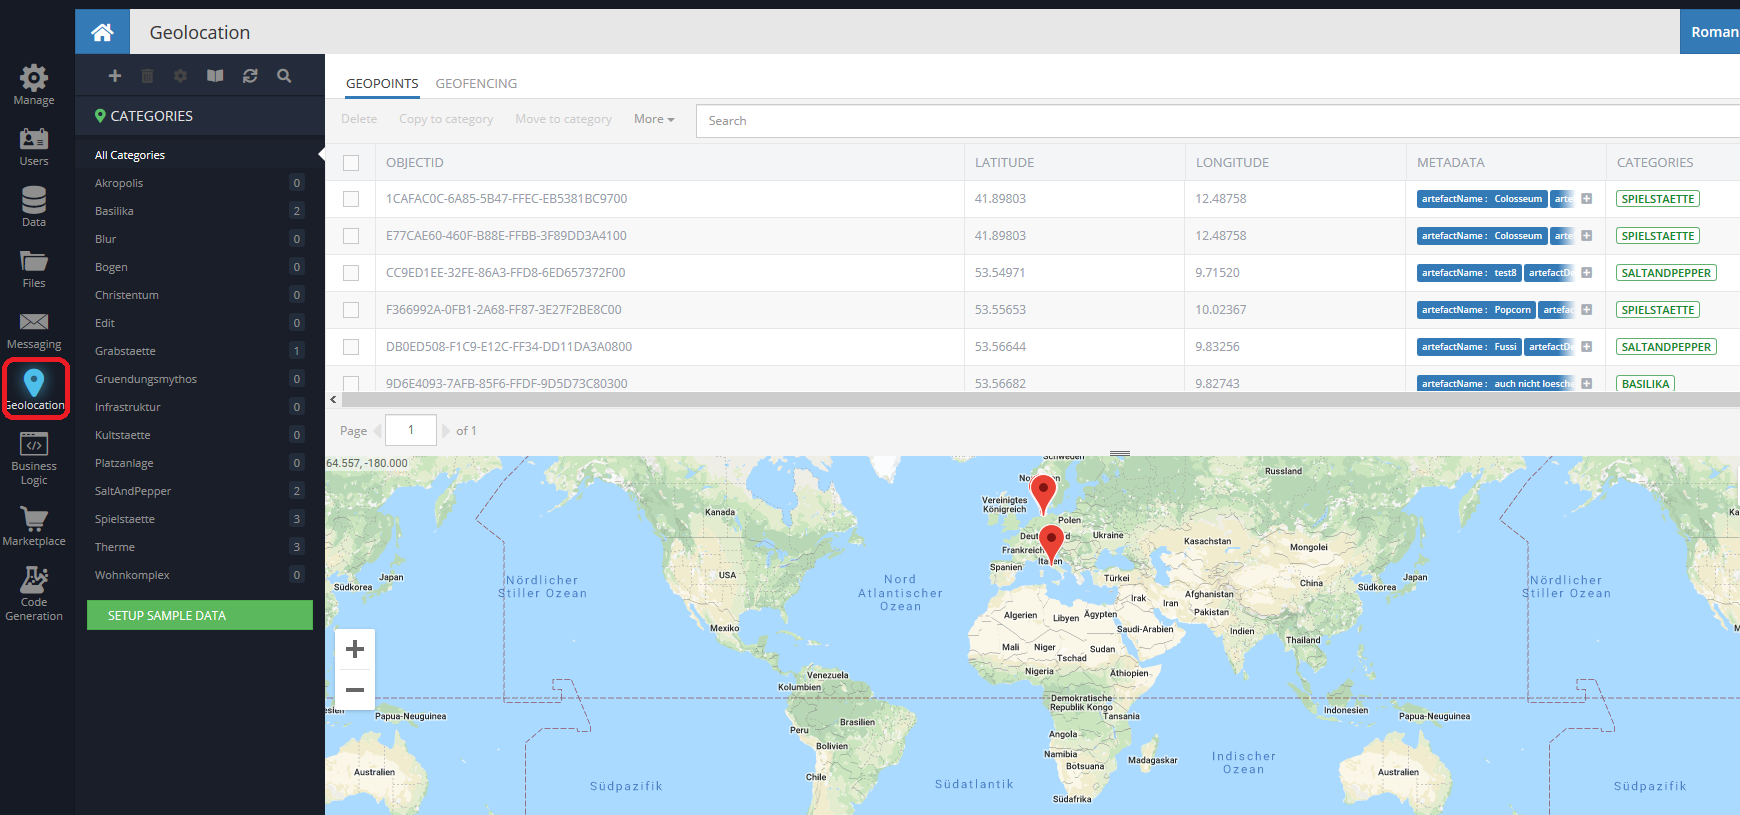 Geolocation
Roman
Manage
Users
Data
Files
Messaging
Geolocation
Business
Logic
Marketplace
Code
Generation
CATEGORIES
All Categories
Akropolis 0
Basilika 2
Blur 0
Bogen 0
Christentum 0
Edit 0
Grabstaette 1
Gruendungsmythos 0
Infrastruktur 0
Kultstaette 0
Platzanlage 0
SaltAndPepper 2
Spielstaette 3
Therme 3
Wohnkomplex 0
SETUP SAMPLE DATA
GEOPOINTS GEOFENCING
Delete Copy to category Move to category More Search
OBJECTID LATITUDE LONGITUDE METADATA CATEGORIES
1CAFAC0C-6A85-5B47-FFEC-EB5381BC9700 41.89803 12.48758 artefactName : Colosseum arte SPIELSTAETTE
E77CAE60-460F-B88E-FFBB-3F89DD3A4100 41.89803 12.48758 artefactName : Colosseum arte SPIELSTAETTE
CC9ED1EE-32FE-86A3-FFD8-6ED657372F00 53.54971 9.71520 artefactName : test8 artefactDe SALTANDPEPPER
F366992A-0FB1-2A68-FF87-3E27F2BE8C00 53.55653 10.02367 artefactName : Popcorn artefac SPIELSTAETTE
DB0ED508-F1C9-E12C-FF34-DD11DA3A0800 53.56644 9.83256 artefactName : Fussi artefactDe SALTANDPEPPER
9D6E4093-7AFB-85F6-FFDF-9D5D73C80300 53.56682 9.82743 artefactName : auch nicht loesche BASILIKA
Page 1 of 1
64.557, -180.000
Schweden
Russland
No
Vereinigtes
Königreich
Kanada
Ka
Polen
Deut d
Ukraine
Frankreich
Kasachstan
Mongolei
Italien
Spanien
Japan
Südkorea
Nördlicher
Stiller Ozean
USA
Nord
Atlantischer
Ozean
Türkei
China
Afghanistan
Südkorea
Japan
Nördlicher
Stiller Ozean
Irak
Iran
Pakistan
Algerien
Libyen
Ägypten
Mexiko
Saudi-Arabien
Indien
Thailand
Mali
Niger
Sudan
Tschad
Nigeria
Äthiopien
Venezuela
Kolumbien
Demokratische
Republik Kongo
Tansania
esien
Papua-Neuguinea
Indonesien
Papua-Neuguinea
Brasilien
Peru
Bolivien
Angola
Namibia
Botsuana
Madagaskar
Indischer
Ozean
Australien
Chile
Australien
Südpazifik
Südatlantik
Südpazifik
Südafrika